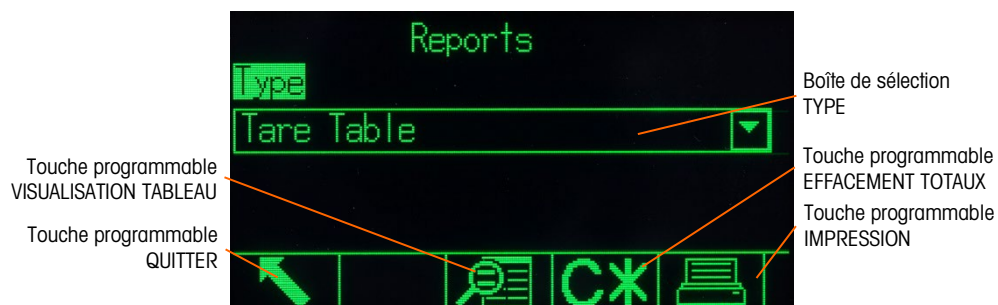 Reports
Type
Tare Table
Boîte de sélection
TYPE
Touche programmable
VISUALISATION TABLEAU
Touche programmable
EFFACEMENT TOTAUX
Touche programmable
QUITTER
Touche programmable
IMPRESSION
C*